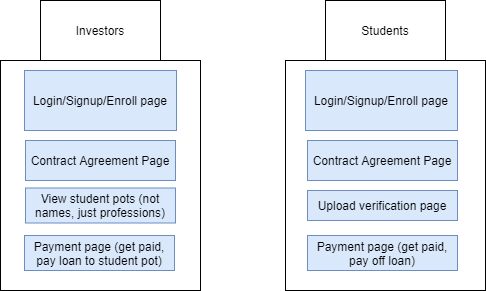 Investors
Login/Signup/Enroll page
Contract Agreement Page
View student pots (not
names, just professions)
Payment page (get paid,
pay loan to student pot)
Students
Login/Signup/Enroll page
Contract Agreement Page
Upload verification page
Payment page (get paid,
pay off loan)